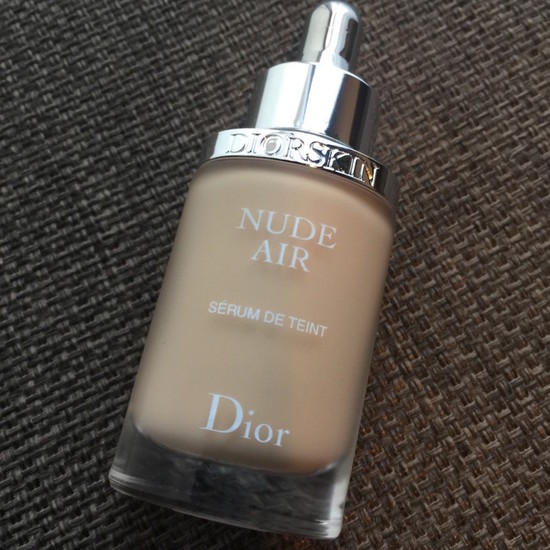 DIORSKIN
NUDE
AIR
SÉRUM DE TEINT
Dior